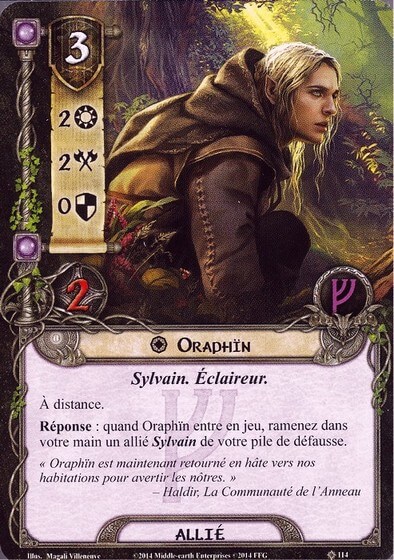 3
2
2
0
2
Oraphïn
Sylvain. Éclaireur.
À distance.
Réponse : quand Oraphïn entre en jeu, ramenez dans
votre main un allié Sylvain de votre pile de défausse.
« Oraphïn est maintenant retourné en hâte vers nos
habitations pour avertir les nôtres. »
– Haldir, La Communauté de l'Anneau
ALLIÉ
Illus. Magali Villeneuve ©2014 Middle-earth Enterprises ©2014 FFG 114